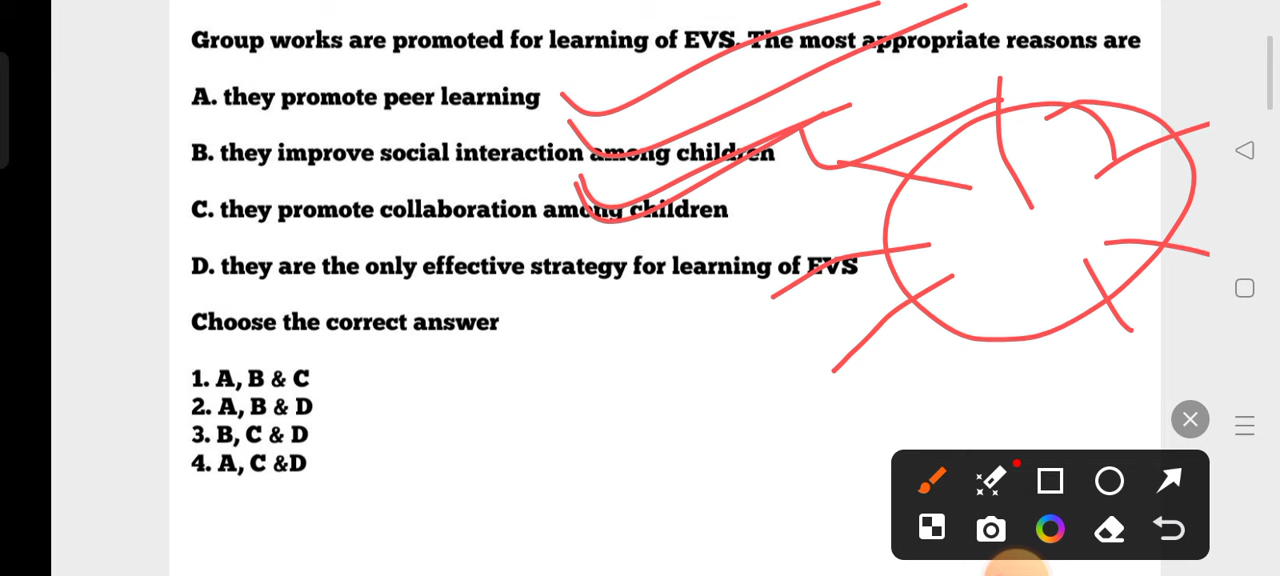 Group works are promoted for learning of EVS. The most appropriate reasons are
A. they promote peer learning
B. they improve social interaction among children
C. they promote collaboration among children
D. they are the only effective strategy for learning of EVS
Choose the correct answer
1. A, B & C
2. A, B & D
3. B, C & D
4. A, C &D